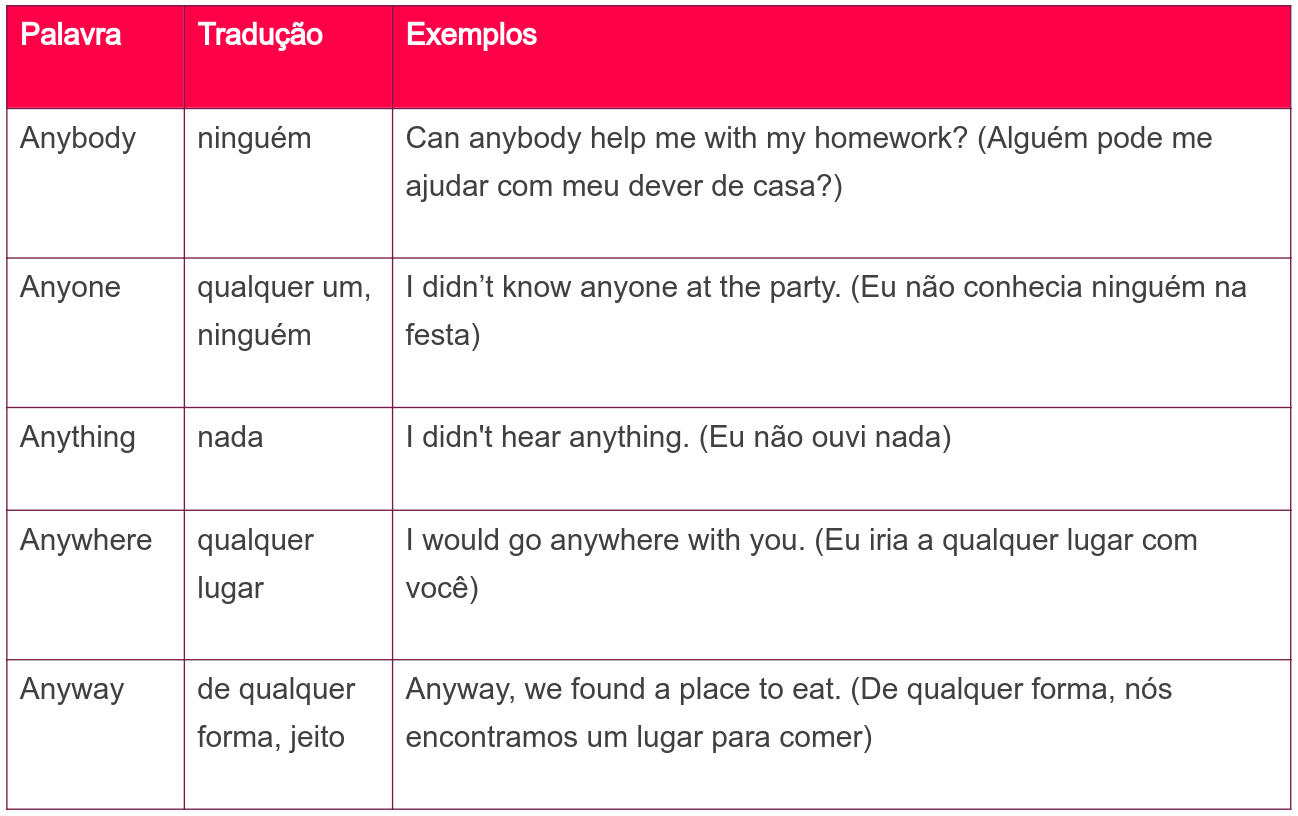 Palavra Tradução Exemplos
Anybody ninguém Can anybody help me with my homework? (Alguém pode me
ajudar com meu dever de casa?)
Anyone qualquer um, I didn’t know anyone at the party. (Eu não conhecia ninguém na
ninguém festa)
Anything nada I didn't hear anything. (Eu não ouvi nada)
Anywhere qualquer I would go anywhere with you. (Eu iria a qualquer lugar com
lugar você)
Anyway de qualquer Anyway, we found a place to eat. (De qualquer forma, nós
forma, jeito encontramos um lugar para comer)